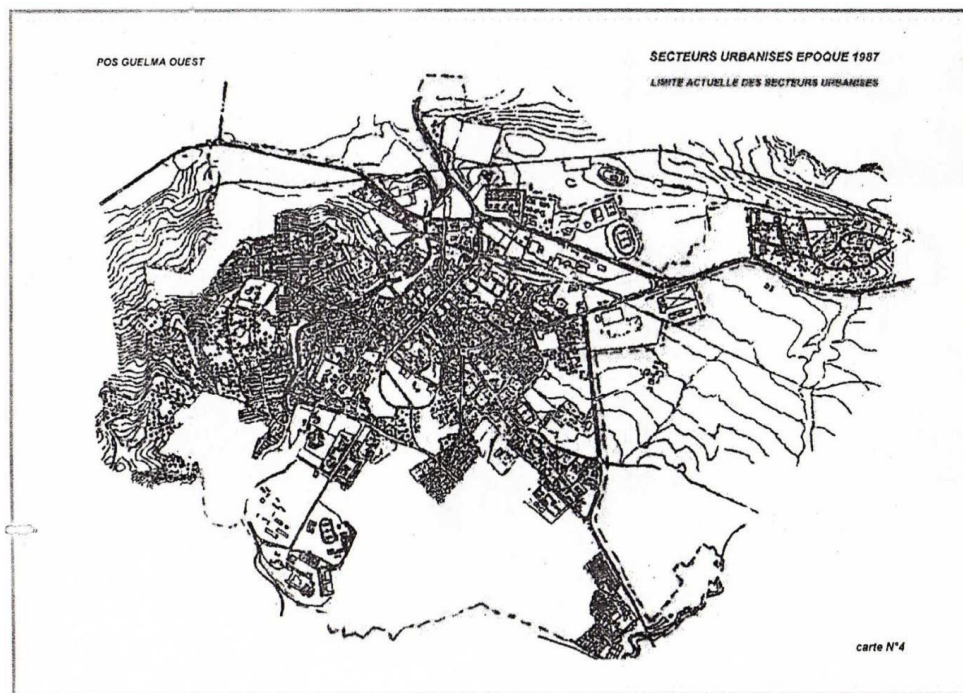 POS GUELMA OUEST
SECTEURS URBANISES EPOQUE 1987
LIMITE ACTUELLE DES SECTEURS URBANISES
carte N°4